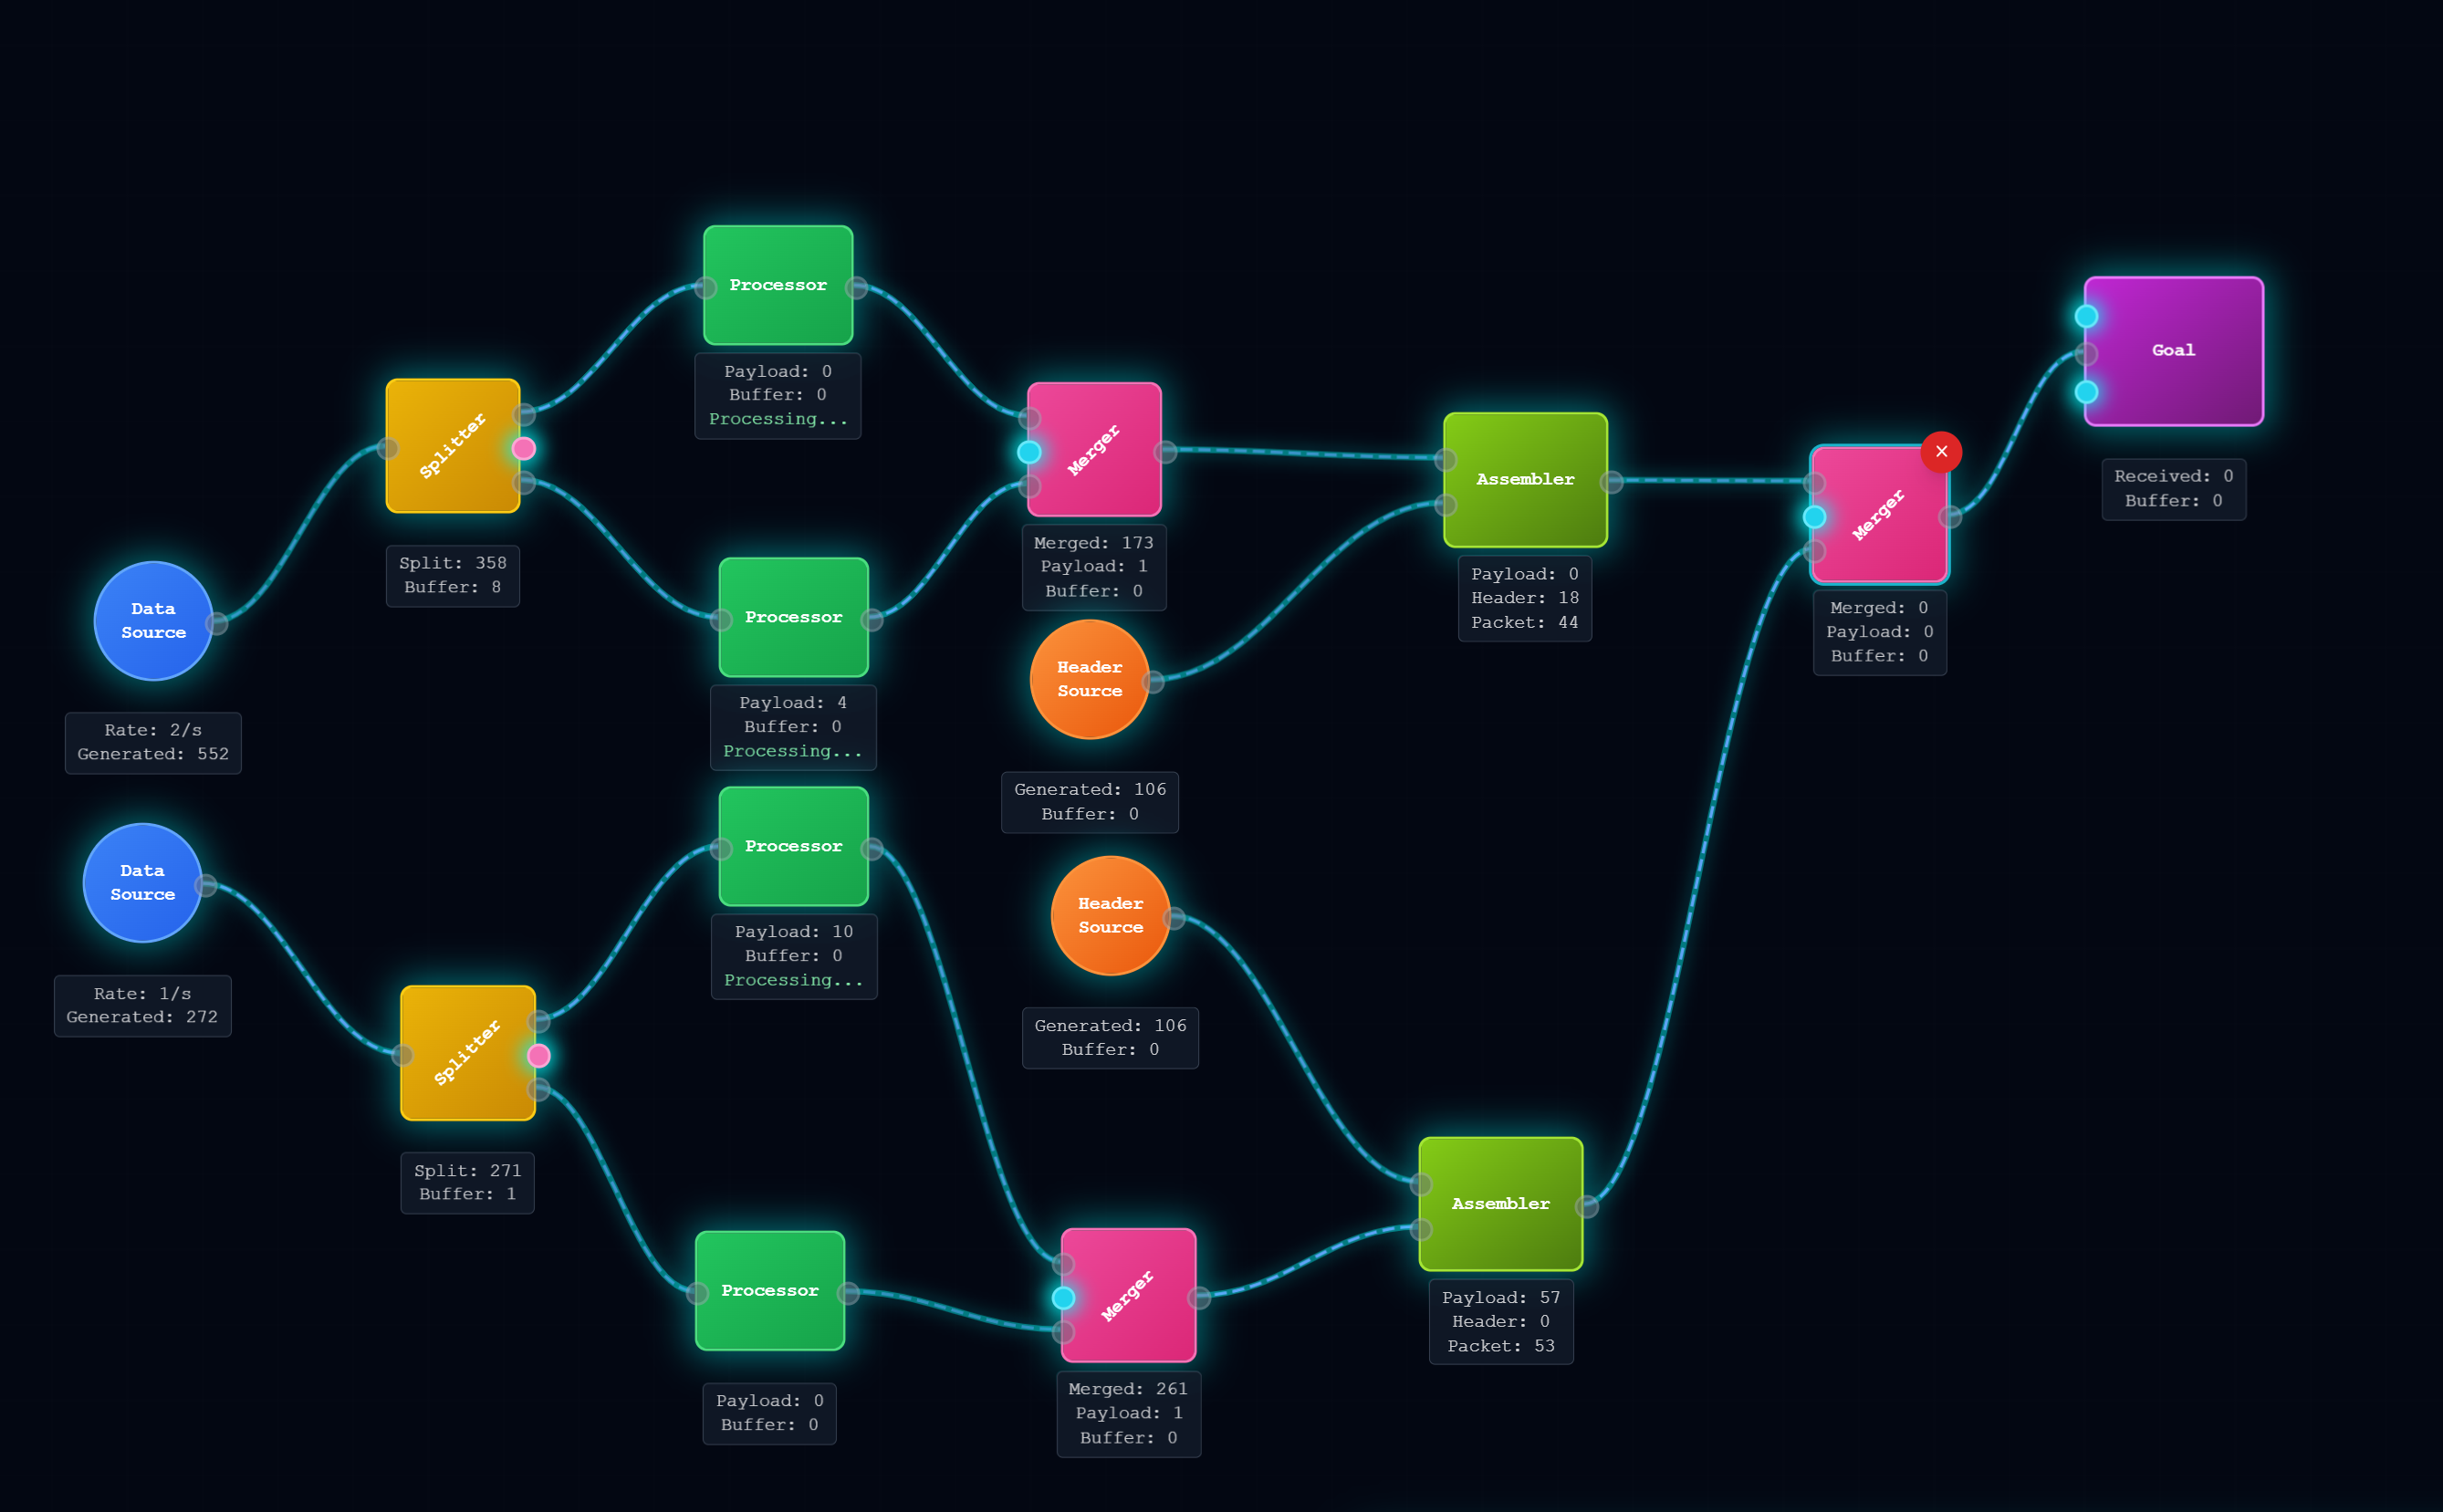 Processor
Payload: 0
Buffer: 0
Processing...
Splitter
Split: 358
Buffer: 8
Data
Source
Rate: 2/s
Generated: 552
Processor
Payload: 4
Buffer: 0
Processing...
Merger
Merged: 173
Payload: 1
Buffer: 0
Header
Source
Generated: 106
Buffer: 0
Assembler
Payload: 0
Header: 18
Packet: 44
Merger
×
Merged: 0
Payload: 0
Buffer: 0
Goal
Received: 0
Buffer: 0
Data
Source
Rate: 1/s
Generated: 272
Processor
Payload: 10
Buffer: 0
Processing...
Header
Source
Generated: 106
Buffer: 0
Splitter
Split: 271
Buffer: 1
Processor
Payload: 0
Buffer: 0
Merger
Merged: 261
Payload: 1
Buffer: 0
Assembler
Payload: 57
Header: 0
Packet: 53